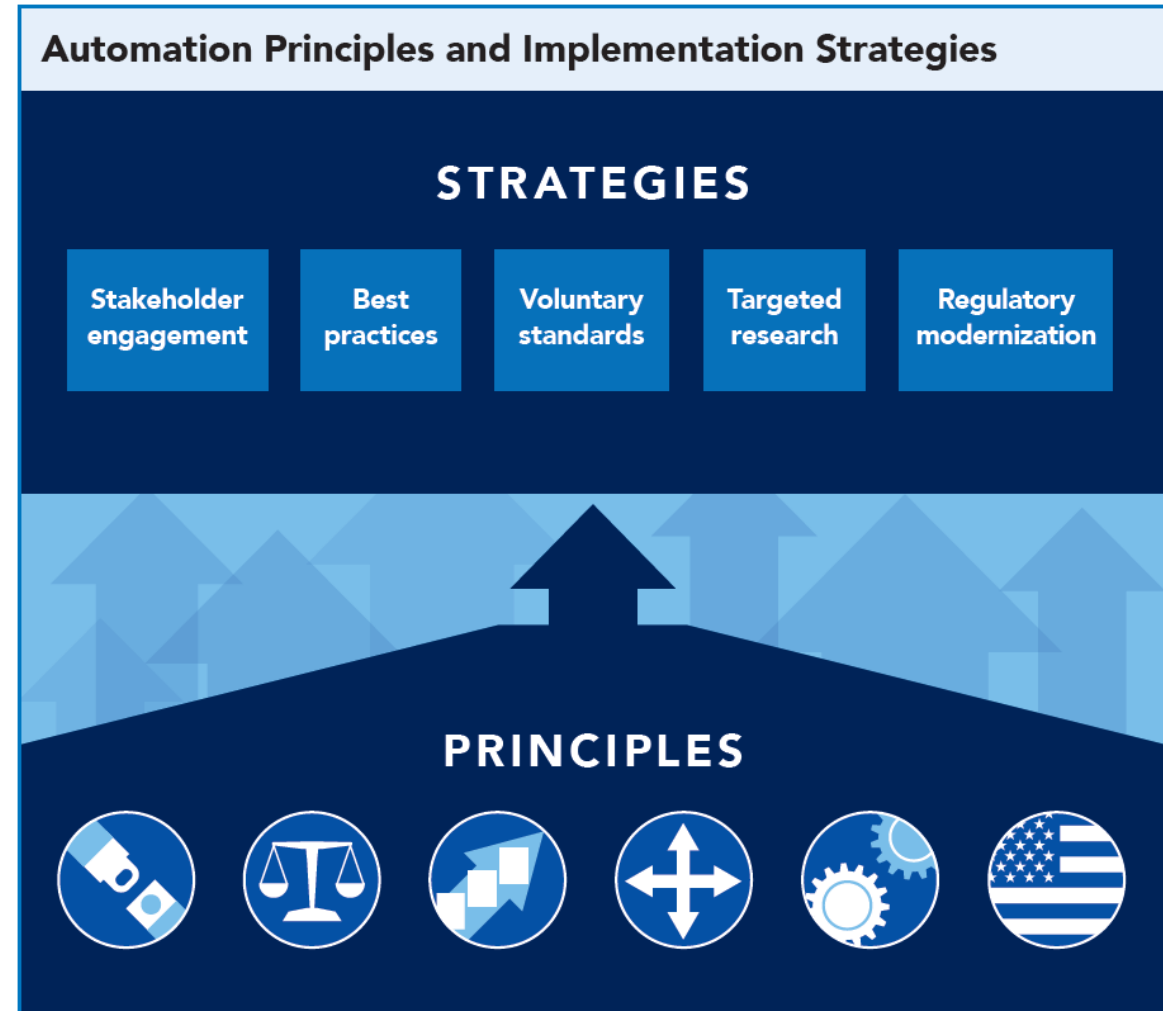 Automation Principles and Implementation Strategies
STRATEGIES
Stakeholder
engagement
Best
practices
Voluntary
standards
Targeted
research
Regulatory
modernization
PRINCIPLES